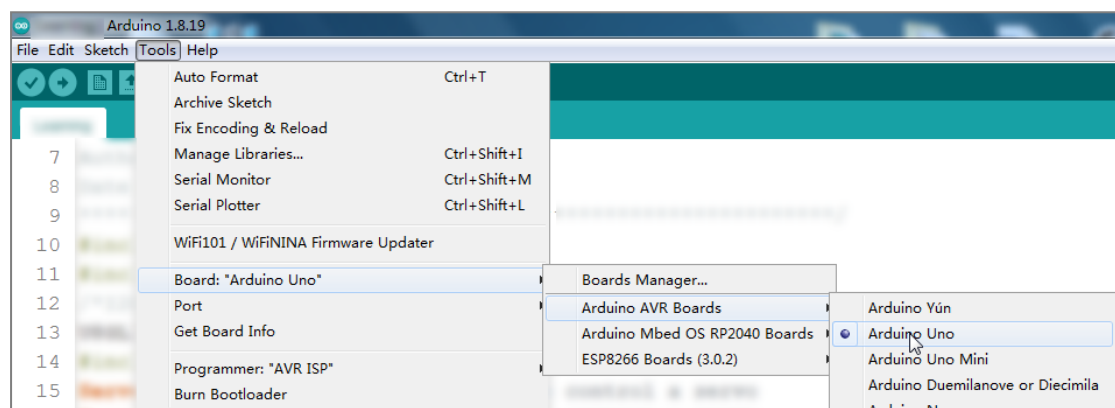 Arduino 1.8.19
File Edit Sketch Tools Help
Auto Format Ctrl+T
Archive Sketch
Fix Encoding & Reload
Manage Libraries... Ctrl+Shift+I
Serial Monitor Ctrl+Shift+M
Serial Plotter Ctrl+Shift+L
WiFi101 / WiFiNINA Firmware Updater
Board: "Arduino Uno"
Port
Get Board Info
Programmer: "AVR ISP"
Burn Bootloader
Boards Manager...
Arduino AVR Boards
Arduino Mbed OS RP2040 Boards
ESP8266 Boards (3.0.2)
Arduino Yún
Arduino Uno
Arduino Uno Mini
Arduino Duemilanove or Diecimila
7
8
9
10
11
12
13
14
15 control a servo